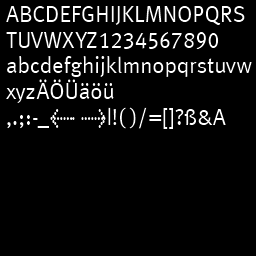 ABCDEFGHIJKLMNOPQRS
TUVWXYZ1234567890
abcdefghijklmnopqrstuvw
xyzÄÖÜäöü
,.;:-_<>|!()/=[]?ß&A